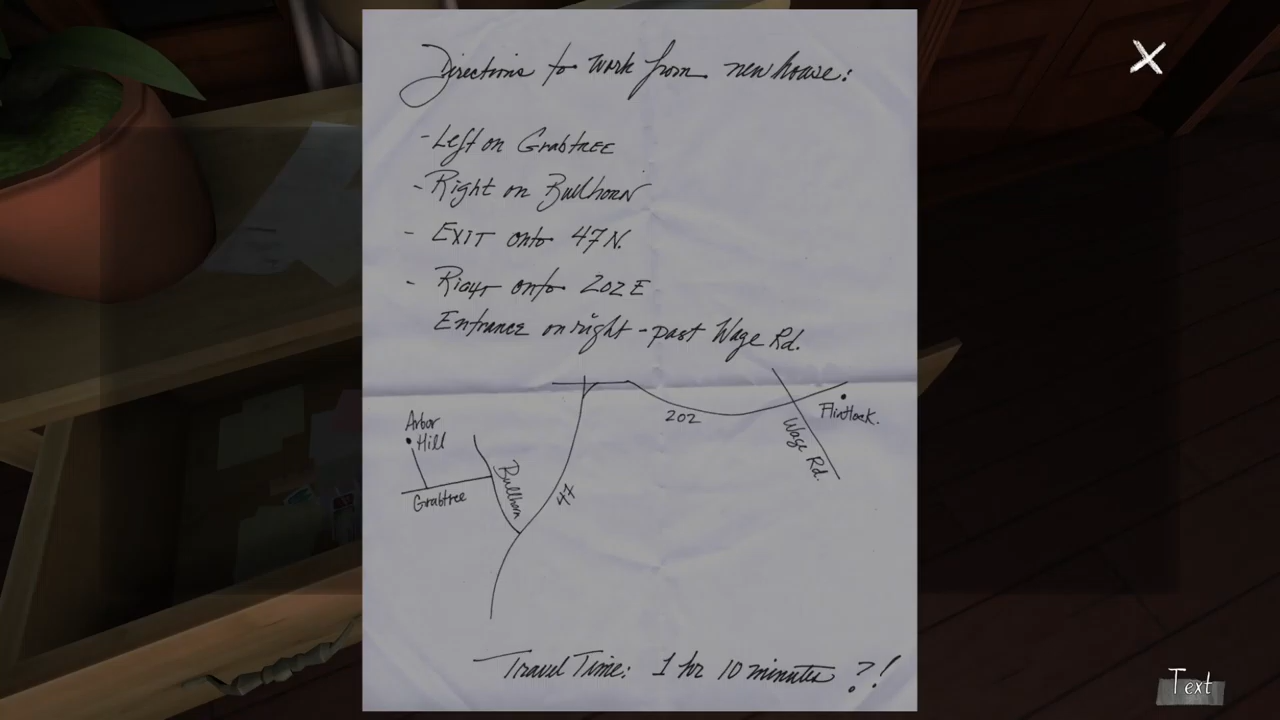 Directions to work from new house:
- Left on Grabtree
- Right on Bullhorn
- Exit onto 47 N.
- Right onto 202 E
Entrance on right - past Wage Rd.
Arbor
Hill
Grabtree
Bullhorn
47
202
Wage Rd.
Flintlock.
Travel Time: 1 hr 10 minutes ?!
X
Text